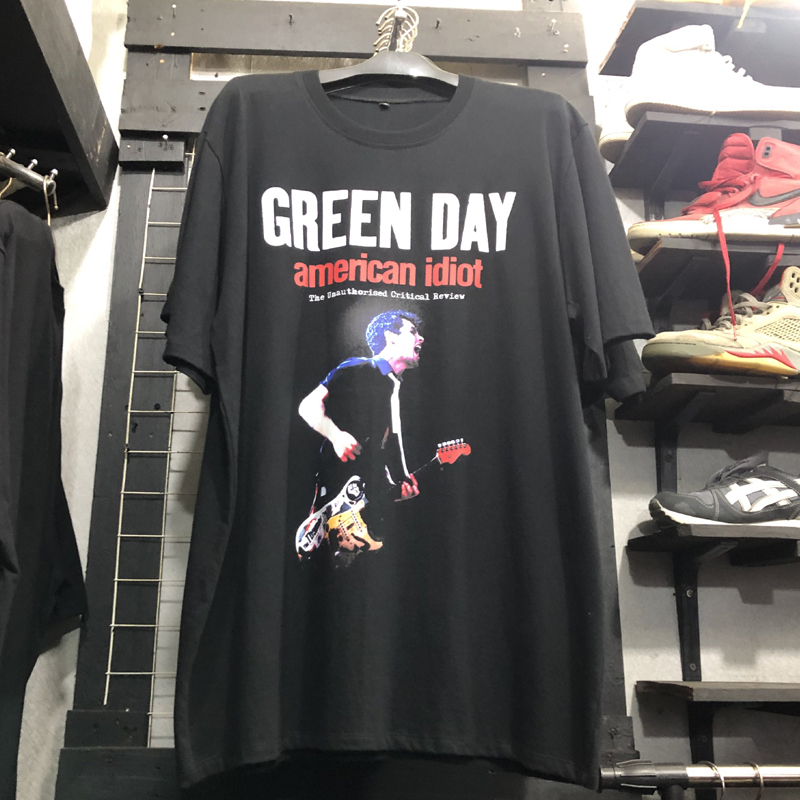 GREEN DAY
american idiot
The Unauthorised Critical Review